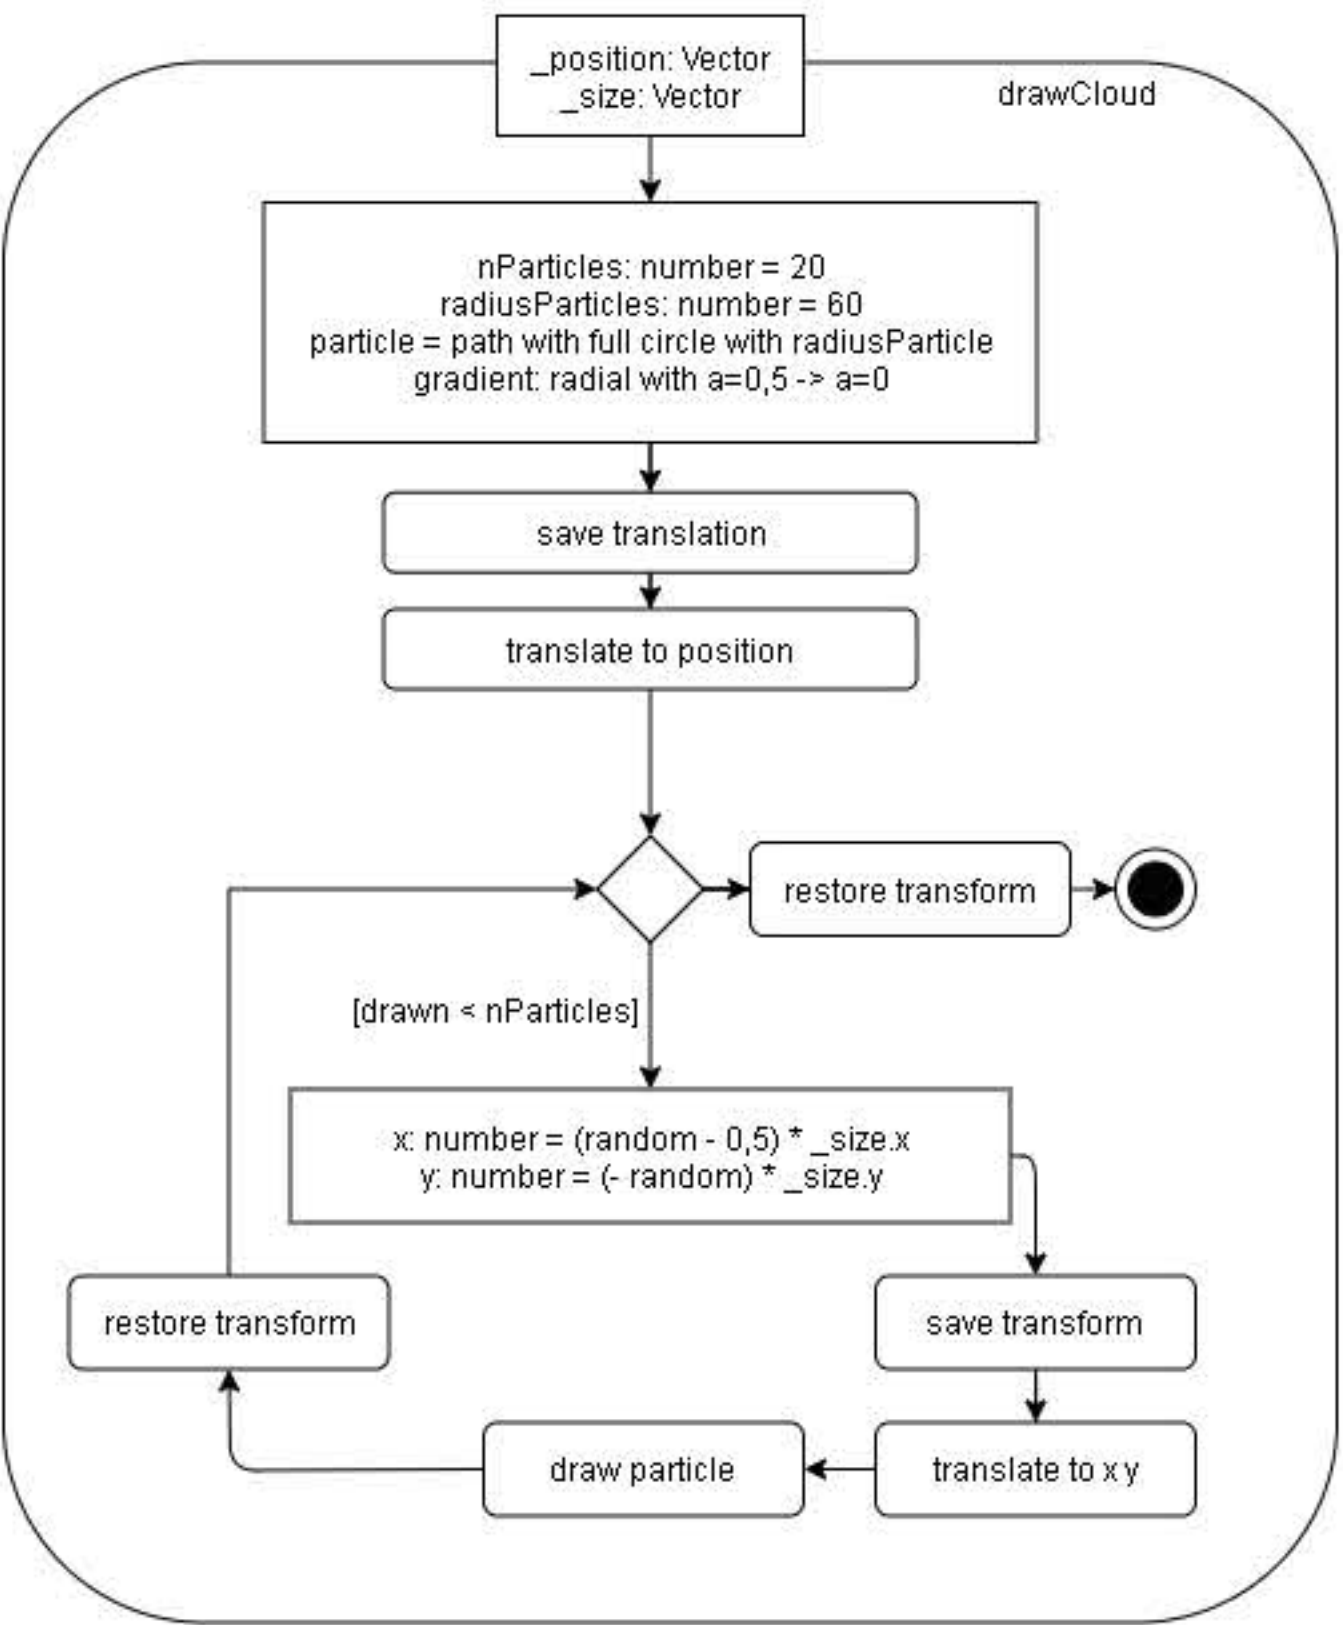 _position: Vector
_size: Vector
drawCloud
nParticles: number = 20
radiusParticles: number = 60
particle = path with full circle with radiusParticle
gradient: radial with a=0,5 -> a=0
save translation
translate to position
restore transform
[drawn < nParticles]
x: number = (random - 0,5) * _size.x
y: number = (- random) * _size.y
restore transform
save transform
draw particle
translate to x y